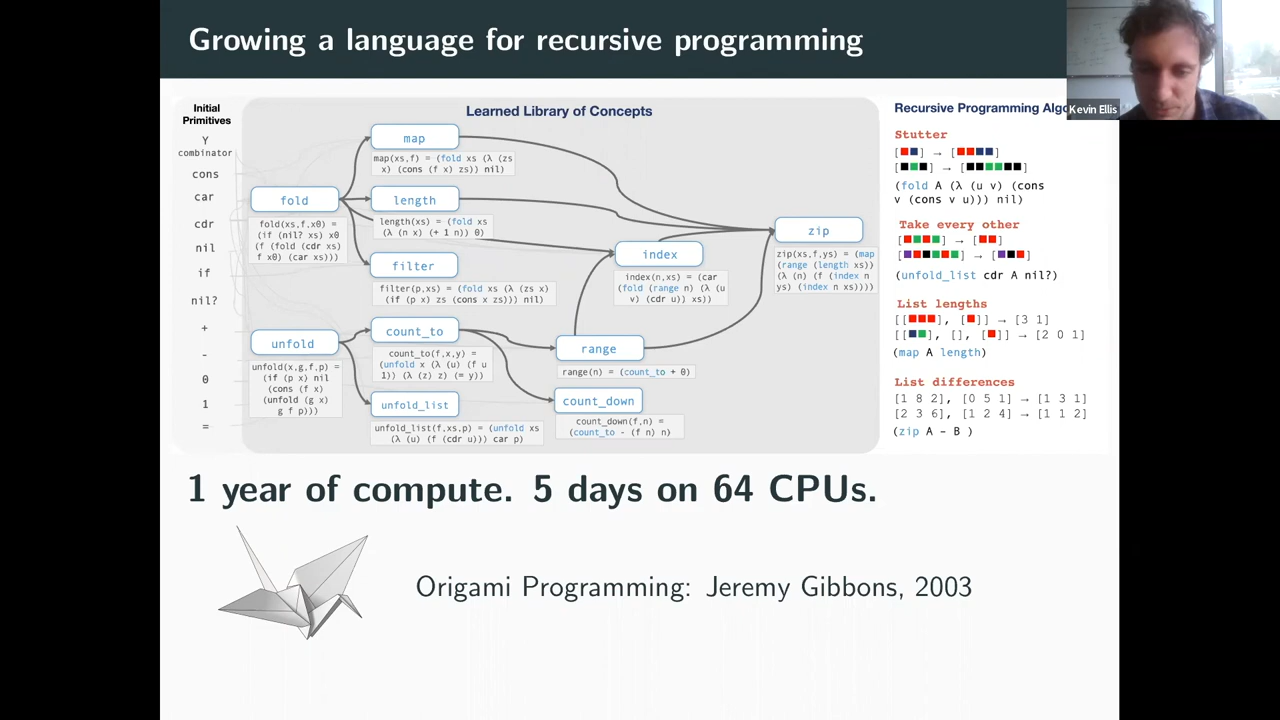 Growing a language for recursive programming
Kevin Ellis
Initial
Primitives
Y
combinator
cons
car
cdr
nil
if
nil?
+
-
0
1
=
Learned Library of Concepts
map
map(xs,f) = (fold xs (λ (zs
x) (cons (f x) zs)) nil)
fold
fold(xs,f,x0) =
(if (nil? xs) x0
(f (fold (cdr xs)
f x0) (car xs)))
length
length(xs) = (fold xs
(λ (n x) (+ 1 n)) 0)
filter
filter(p,xs) = (fold xs (λ (zs x)
(if (p x) zs (cons x zs))) nil)
index
index(n,xs) = (car
(fold (range n) (λ (u
v) (cdr u)) xs))
zip
zip(xs,f,ys) = (map
(range (length xs))
(λ (n) (f (index n
ys) (index n xs))))
unfold
unfold(x,g,f,p) =
(if (p x) nil
(cons (f x)
(unfold (g x)
g f p)))
count_to
count_to(f,x,y) =
(unfold x (λ (u) (f u
1)) (λ (z) z) (= y))
range
range(n) = (count_to + 0)
unfold_list
unfold_list(f,xs,p) = (unfold xs
(λ (u) (f (cdr u))) car p)
count_down
count_down(f,n) =
(count_to - (f n) n)
Recursive Programming Algo
Stutter
[ ] → [ ]
[ ] → [ ]
(fold A (λ (u v) (cons
v (cons v u))) nil)
Take every other
[ ] → [ ]
[ ] → [ ]
(unfold_list cdr A nil?)
List lengths
[[ ], [ ]] → [3 1]
[[ ], [], [ ]] → [2 0 1]
(map A length)
List differences
[1 8 2], [0 5 1] → [1 3 1]
[2 3 6], [1 2 4] → [1 1 2]
(zip A – B )
1 year of compute. 5 days on 64 CPUs.
Origami Programming: Jeremy Gibbons, 2003